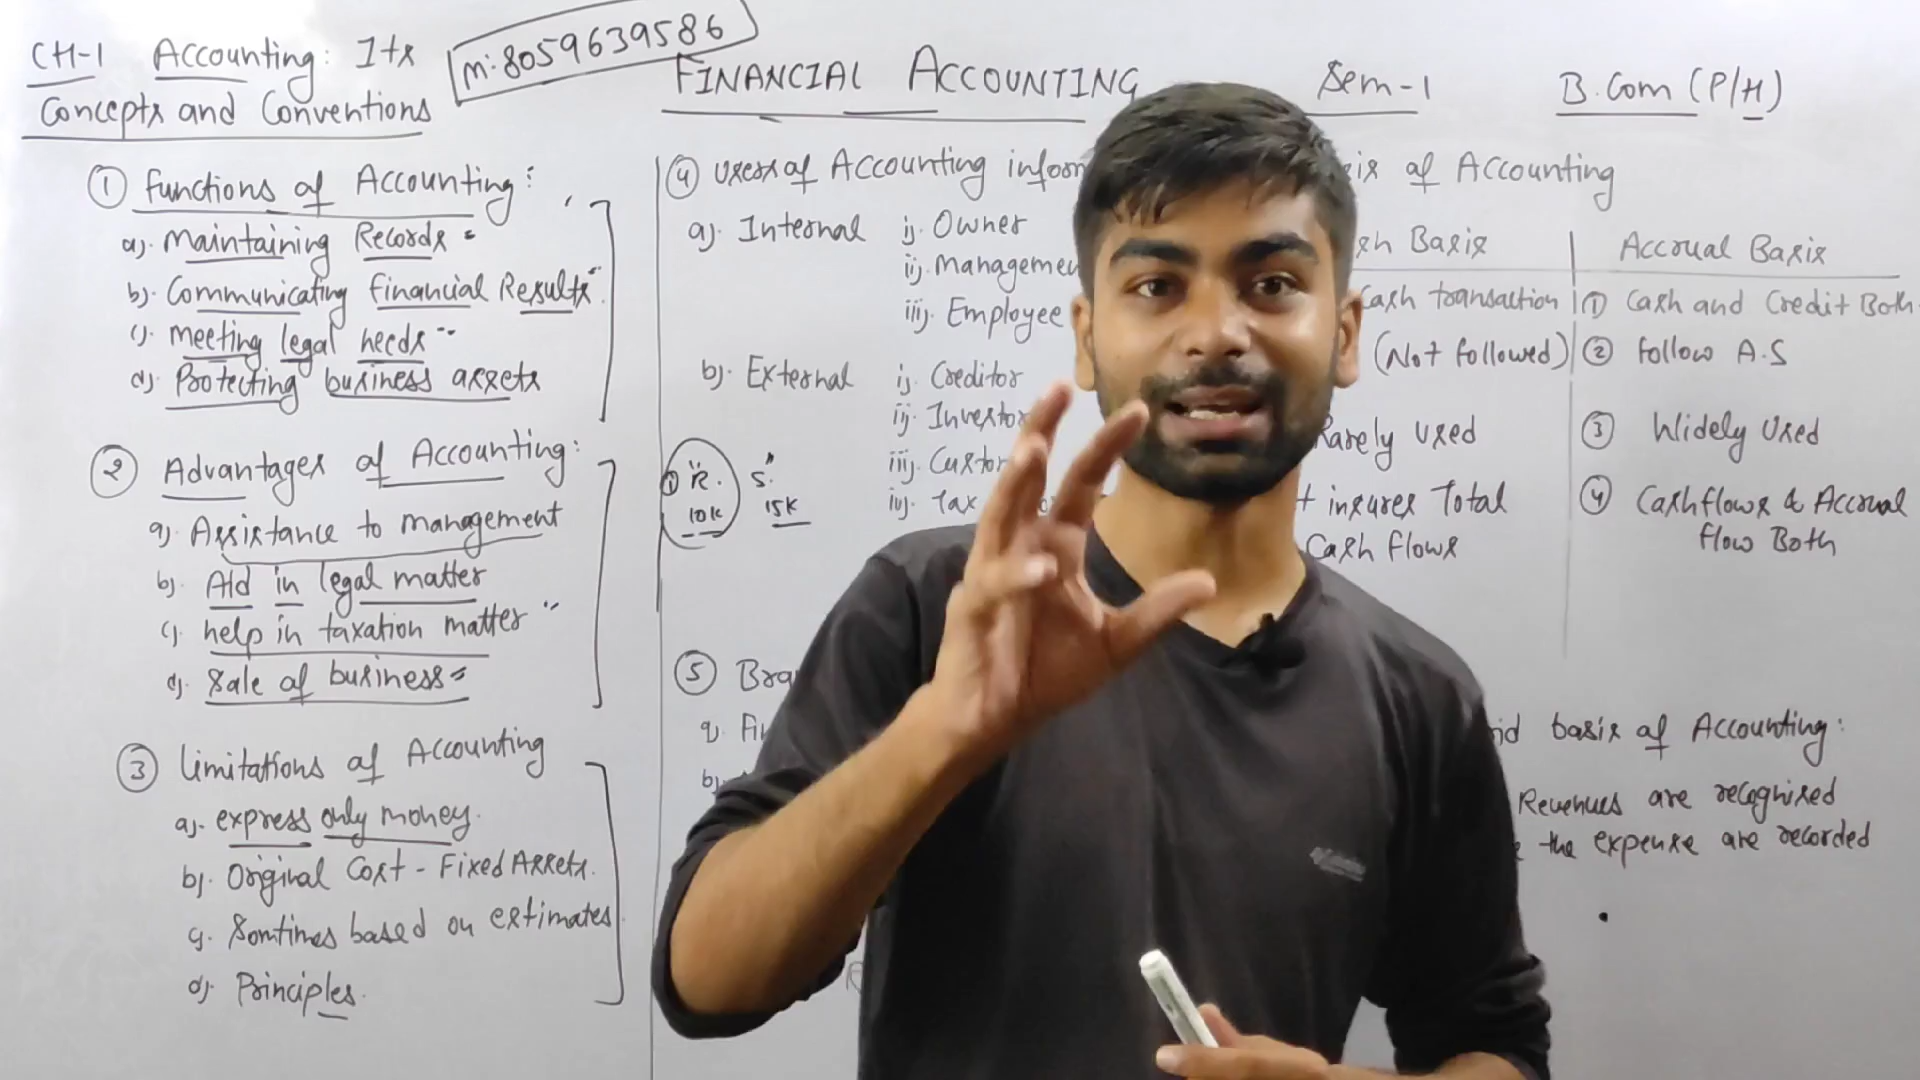 CH-1 Accounting: Its
Concepts and Conventions
m:-8059639586
FINANCIAL ACCOUNTING
Sem-1
B.Com (P/H)
① functions of Accounting:
a). Maintaining Records
b). Communicating financial Results
c). Meeting legal needs
d). Protecting business assets
② Advantages of Accounting:
a). Assistance to management
b). Aid in legal matter
c). help in taxation matter
d). Sale of business
③ limitations of Accounting
a). express only money.
b). Original Cost - Fixed Assets.
c). Somtimes based on estimates
d). Principles.
④ Users of Accounting
a). Internal i). Owner
ii). Managemen
iii). Employee
b). External i). Creditor
ii). Investor
iii).
iv). Tax
① R. S.
10K 15K
⑤
a).
b).
of Accounting
Basis | Accrual Basis
Cash transaction | ① Cash and Credit Both
(Not followed) | ② follow A.S
Rarely Used ③ Widely Used
insures Total ④ Cashflows & Accrual
Cash flows flow Both
basis of Accounting:
Revenues are recognised
the expense are recorded